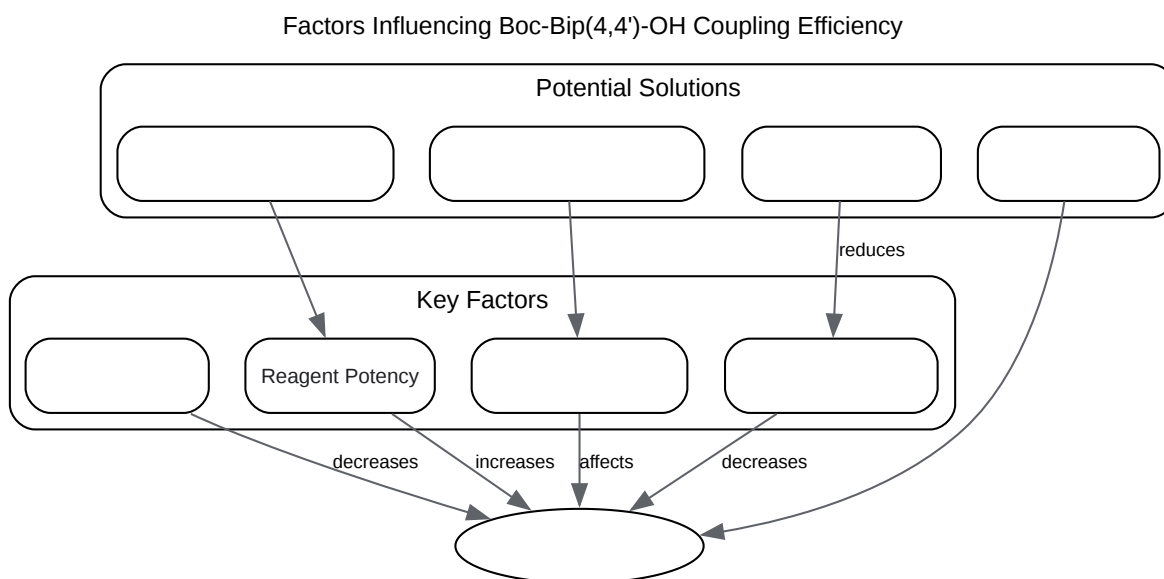 Factors Influencing Boc-Bip(4,4')-OH Coupling Efficiency
Potential Solutions
reduces
Key Factors
Reagent Potency
decreases
increases
affects
decreases